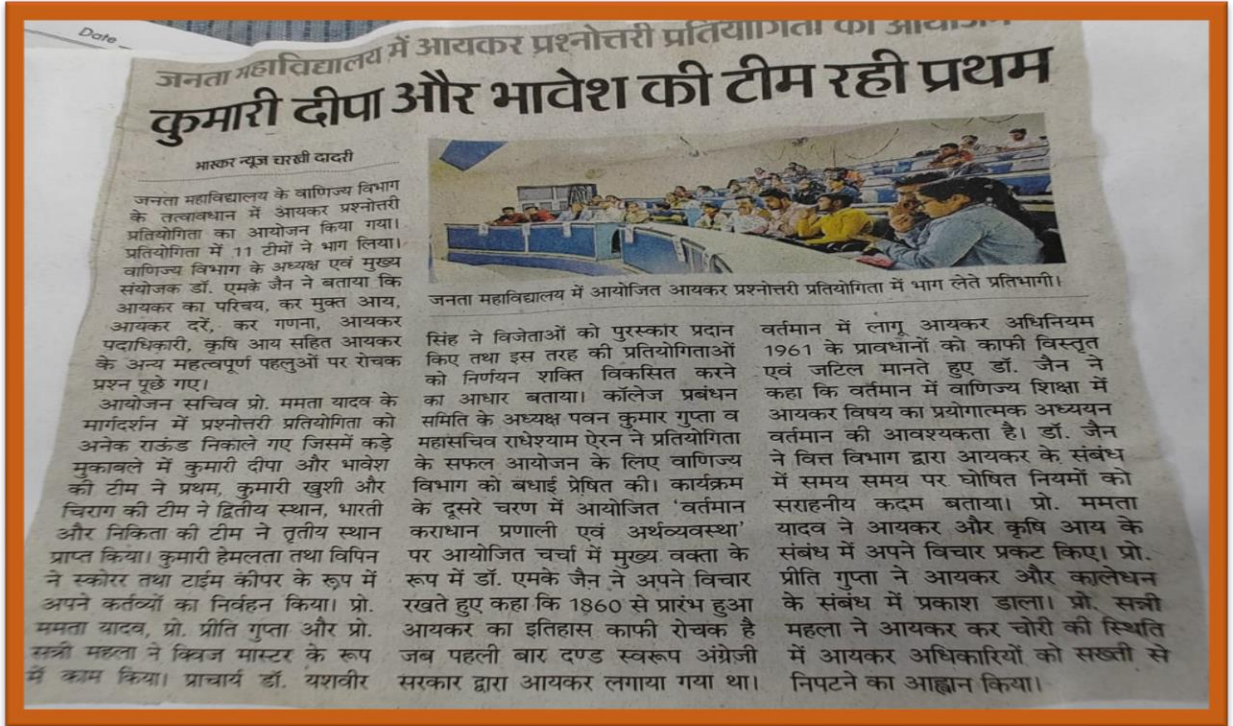 Date
जनता महाविद्यालय में आयकर प्रश्नोत्तरी प्रतियोगिता का आयोजन
कुमारी दीपा और भावेश की टीम रही प्रथम
भास्कर न्यूज चरखी दादरी
जनता महाविद्यालय के वाणिज्य विभाग
के तत्वावधान में आयकर प्रश्नोत्तरी
प्रतियोगिता का आयोजन किया गया।
प्रतियोगिता में 11 टीमों ने भाग लिया।
वाणिज्य विभाग के अध्यक्ष एवं मुख्य
संयोजक डॉ. एमके जैन ने बताया कि
आयकर का परिचय, कर मुक्त आय,
आयकर दरें, कर गणना, आयकर
पदाधिकारी, कृषि आय सहित आयकर
के अन्य महत्वपूर्ण पहलुओं पर रोचक
प्रश्न पूछे गए।
आयोजन सचिव प्रो. ममता यादव के
मार्गदर्शन में प्रश्नोत्तरी प्रतियोगिता को
अनेक राऊंड निकाले गए जिसमें कड़े
मुकाबले में कुमारी दीपा और भावेश
की टीम ने प्रथम, कुमारी खुशी और
चिराग की टीम ने द्वितीय स्थान, भारती
और निकिता की टीम ने तृतीय स्थान
प्राप्त किया। कुमारी हेमलता तथा विपिन
ने स्कोरर तथा टाईम कीपर के रूप में
अपने कर्तव्यों का निर्वहन किया। प्रो.
ममता यादव, प्रो. प्रीति गुप्ता और प्रो.
सन्नी महला ने क्विज मास्टर के रूप
में काम किया। प्राचार्य डॉ. यशवीर
जनता महाविद्यालय में आयोजित आयकर प्रश्नोत्तरी प्रतियोगिता में भाग लेते प्रतिभागी।
सिंह ने विजेताओं को पुरस्कार प्रदान
किए तथा इस तरह की प्रतियोगिताओं
को निर्णयन शक्ति विकसित करने
का आधार बताया। कॉलेज प्रबंधन
समिति के अध्यक्ष पवन कुमार गुप्ता व
महासचिव राधेश्याम ऐरन ने प्रतियोगिता
के सफल आयोजन के लिए वाणिज्य
विभाग को बधाई प्रेषित की। कार्यक्रम
के दूसरे चरण में आयोजित 'वर्तमान
कराधान प्रणाली एवं अर्थव्यवस्था'
पर आयोजित चर्चा में मुख्य वक्ता के
रूप में डॉ. एमके जैन ने अपने विचार
रखते हुए कहा कि 1860 से प्रारंभ हुआ
आयकर का इतिहास काफी रोचक है
जब पहली बार दण्ड स्वरूप अंग्रेजी
सरकार द्वारा आयकर लगाया गया था।
वर्तमान में लागू आयकर अधिनियम
1961 के प्रावधानों को काफी विस्तृत
एवं जटिल मानते हुए डॉ. जैन ने
कहा कि वर्तमान में वाणिज्य शिक्षा में
आयकर विषय का प्रयोगात्मक अध्ययन
वर्तमान की आवश्यकता है। डॉ. जैन
ने वित्त विभाग द्वारा आयकर के संबंध
में समय समय पर घोषित नियमों को
सराहनीय कदम बताया। प्रो. ममता
यादव ने आयकर और कृषि आय के
संबंध में अपने विचार प्रकट किए। प्रो.
प्रीति गुप्ता ने आयकर और कालेधन
के संबंध में प्रकाश डाला। प्रो. सन्नी
महला ने आयकर कर चोरी की स्थिति
में आयकर अधिकारियों को सख्ती से
निपटने का आह्वान किया।